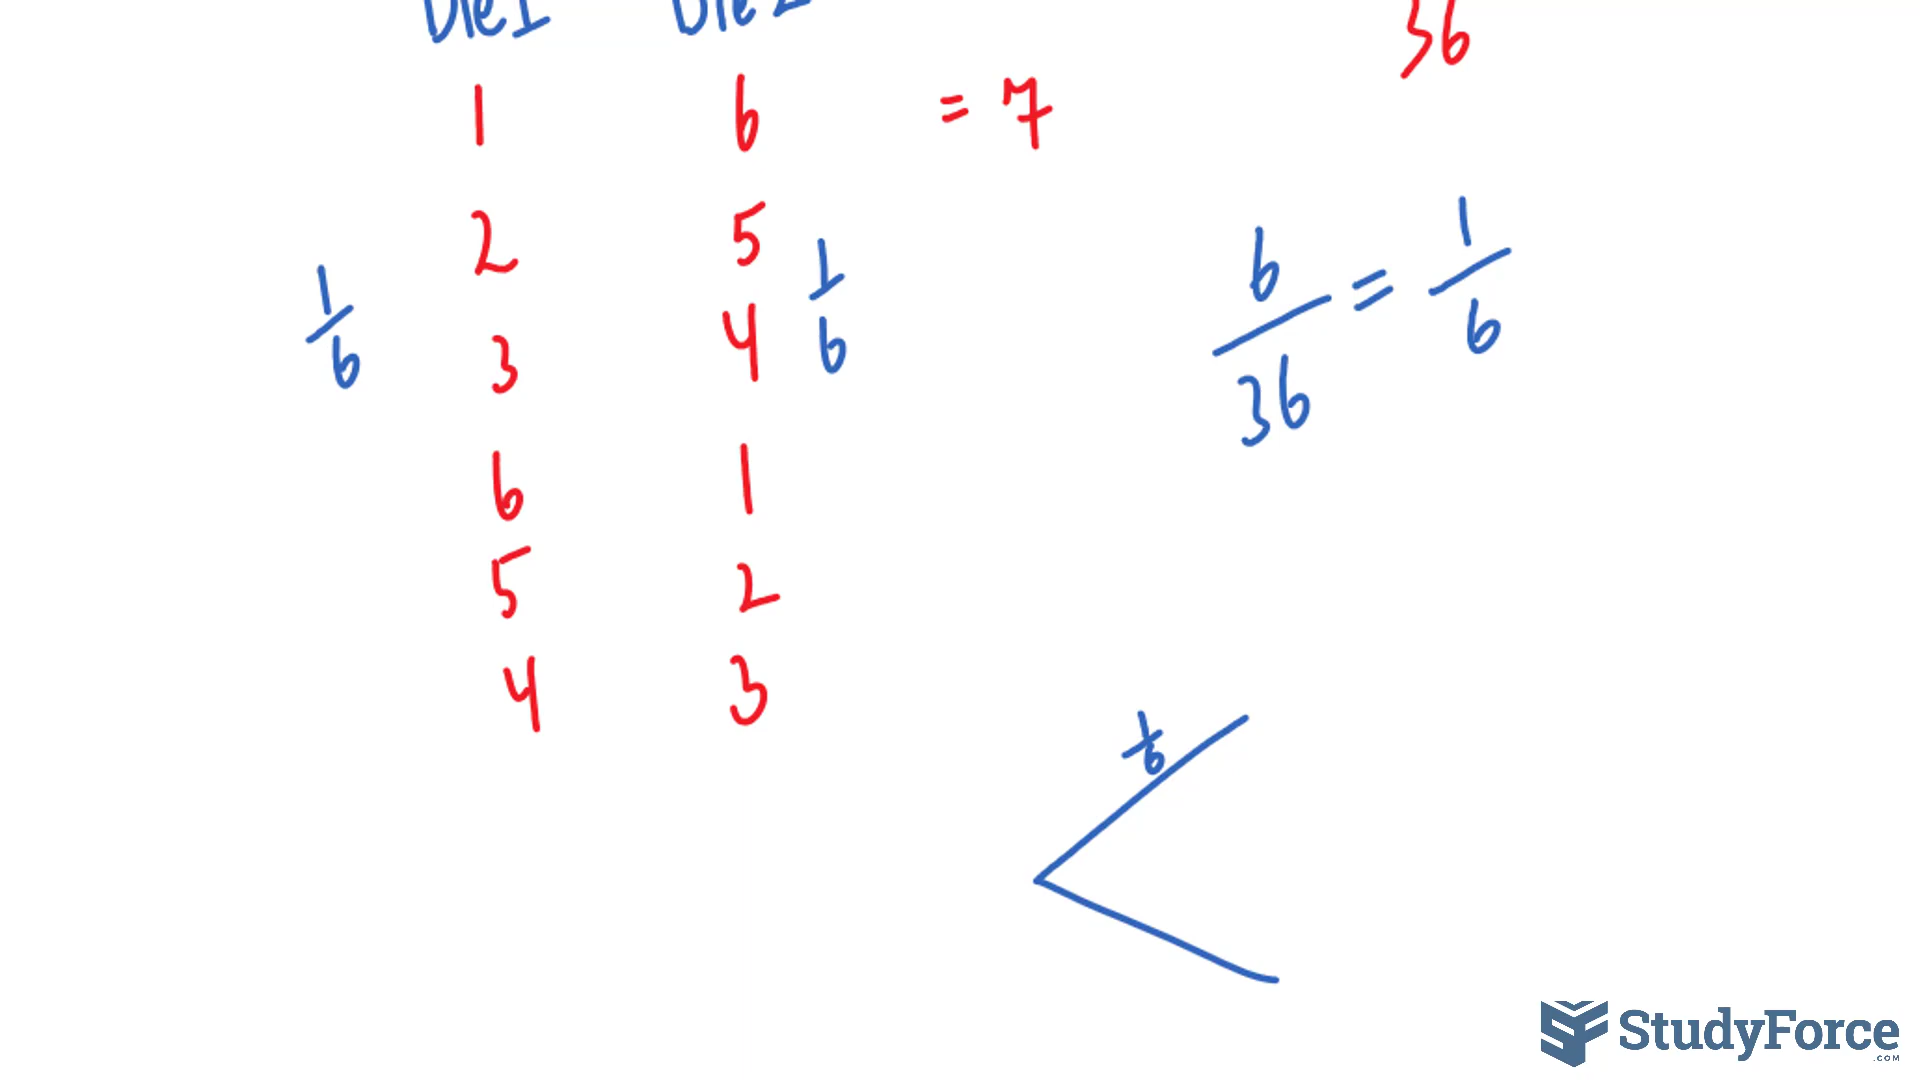 Die 1 Die 2
36
1 6 = 7
2 5
1/6 3 4 1/6
6/36 = 1/6
6 1
5 2
4 3
1/6
StudyForce
.COM